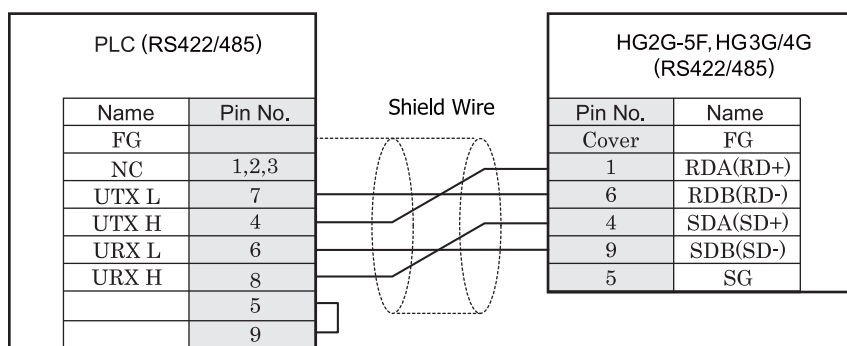 PLC (RS422/485)
HG2G-5F, HG3G/4G
(RS422/485)
Shield Wire
Name Pin No.
FG
NC 1,2,3
UTX L 7
UTX H 4
URX L 6
URX H 8
5
9
Pin No. Name
Cover FG
1 RDA(RD+)
6 RDB(RD-)
4 SDA(SD+)
9 SDB(SD-)
5 SG